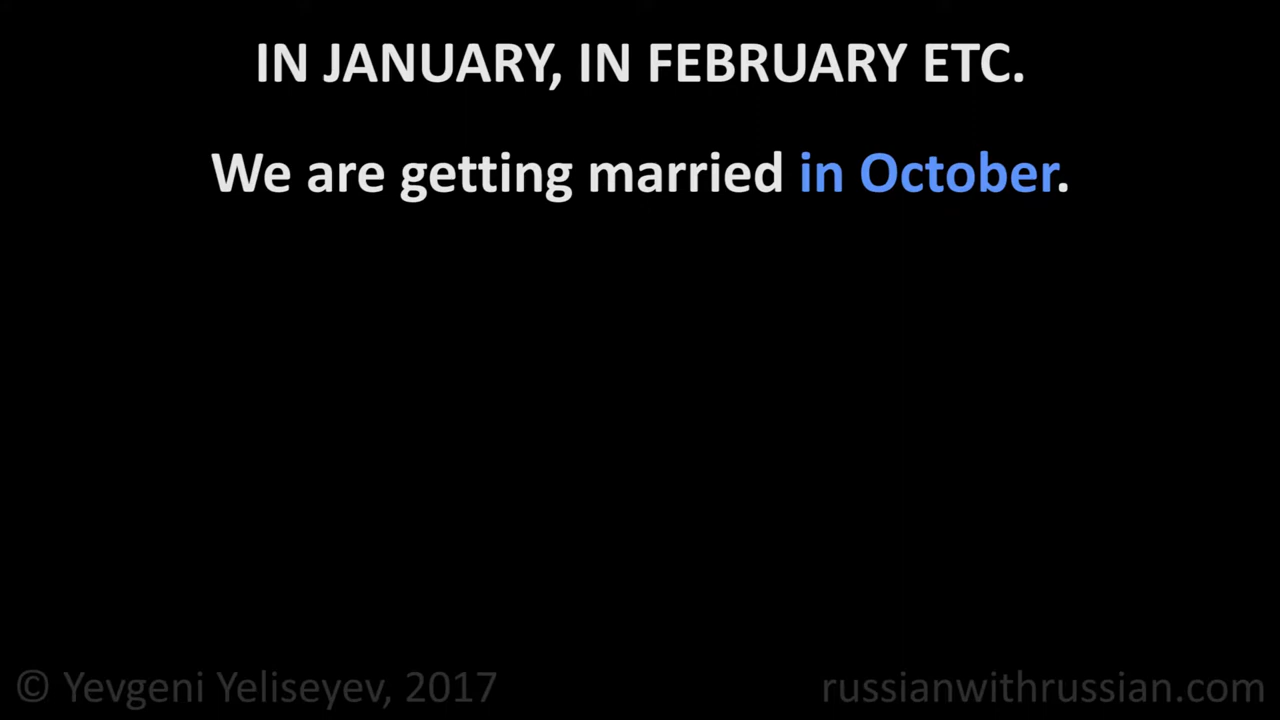 IN JANUARY, IN FEBRUARY ETC.
We are getting married in October.
© Yevgeni Yeliseyev, 2017
russianwithrussian.com